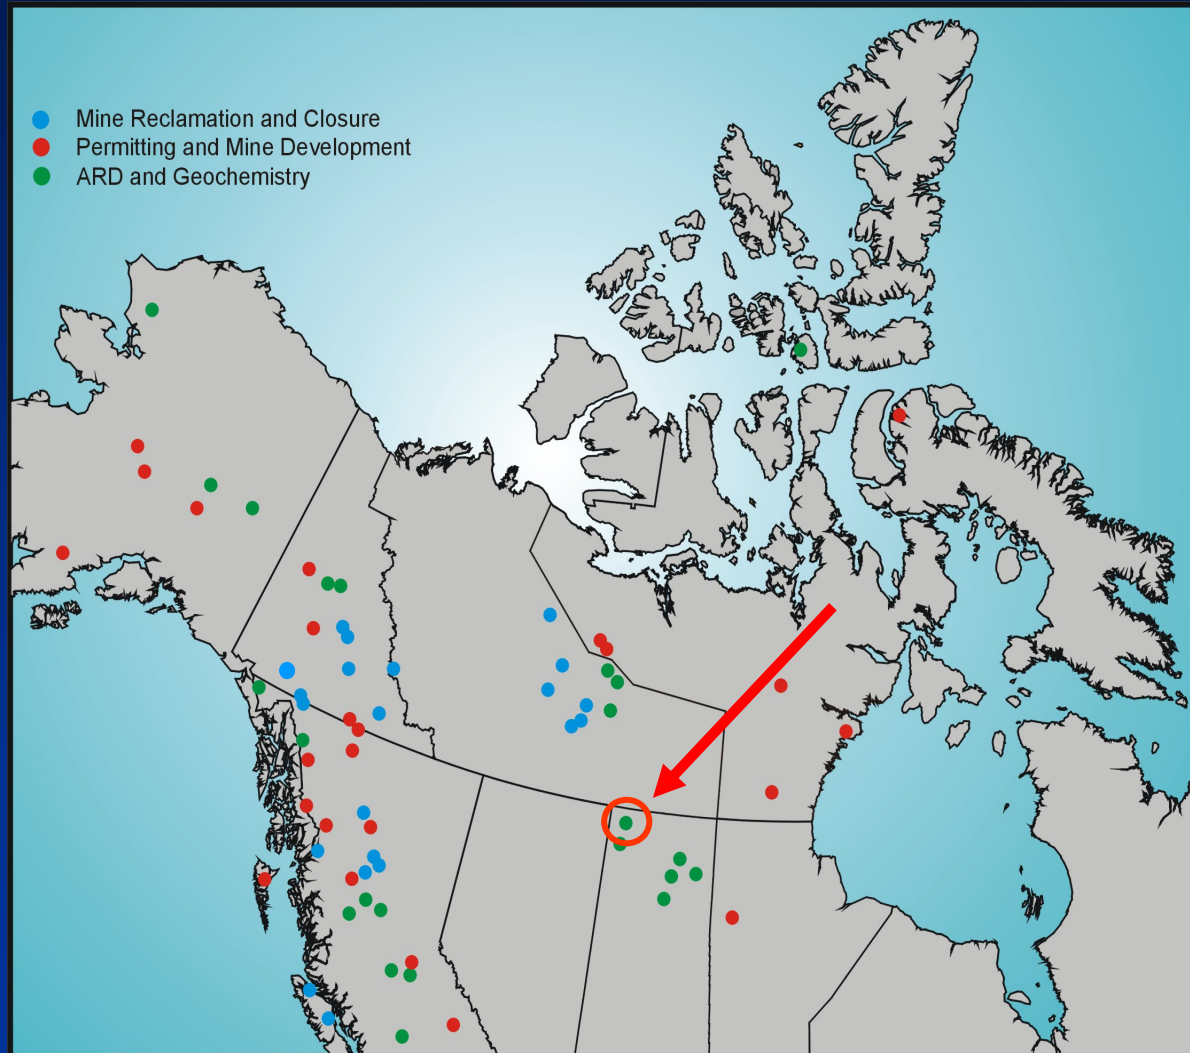 Mine Reclamation and Closure
Permitting and Mine Development
ARD and Geochemistry